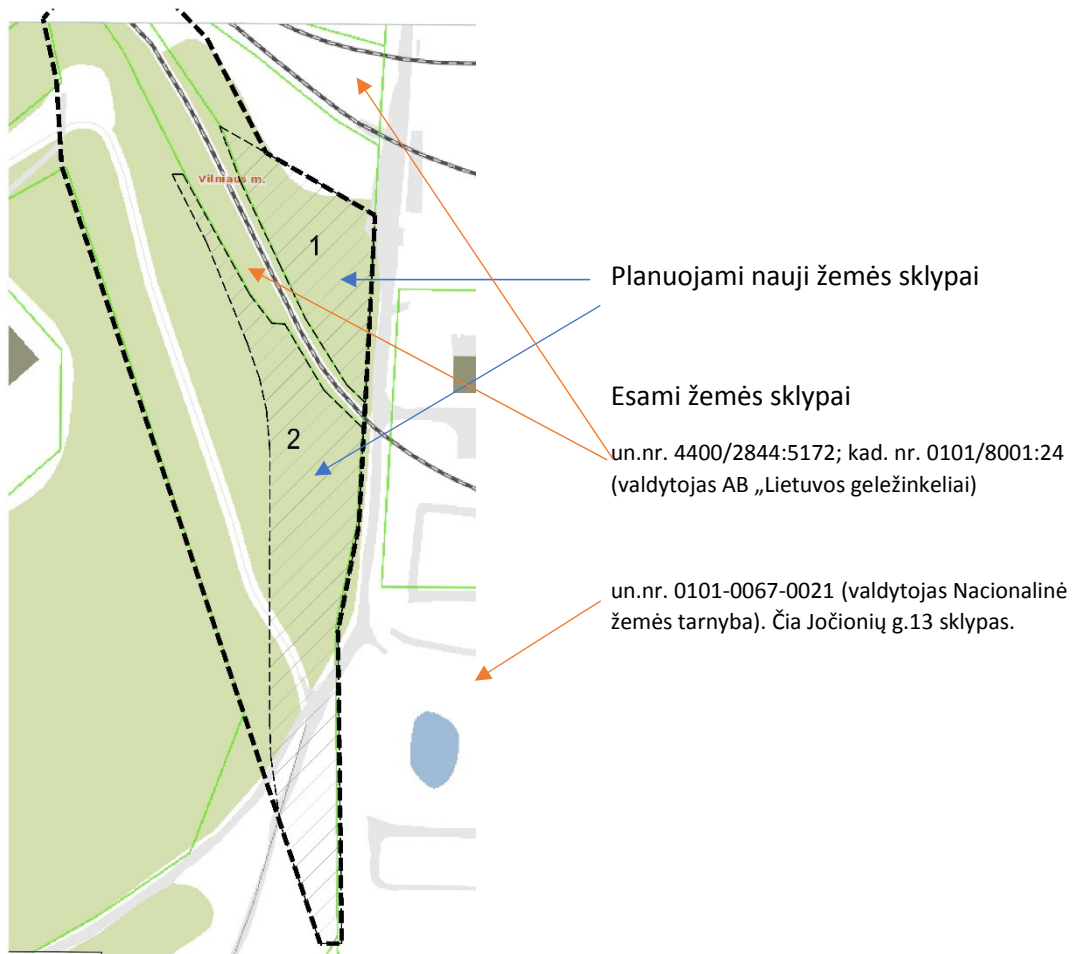 Vilniaus m.
1
2
Planuojami nauji žemės sklypai
Esami žemės sklypai
un.nr. 4400/2844:5172; kad. nr. 0101/8001:24
(valdytojas AB „Lietuvos geležinkeliai)
un.nr. 0101-0067-0021 (valdytojas Nacionalinė
žemės tarnyba). Čia Jočionių g.13 sklypas.